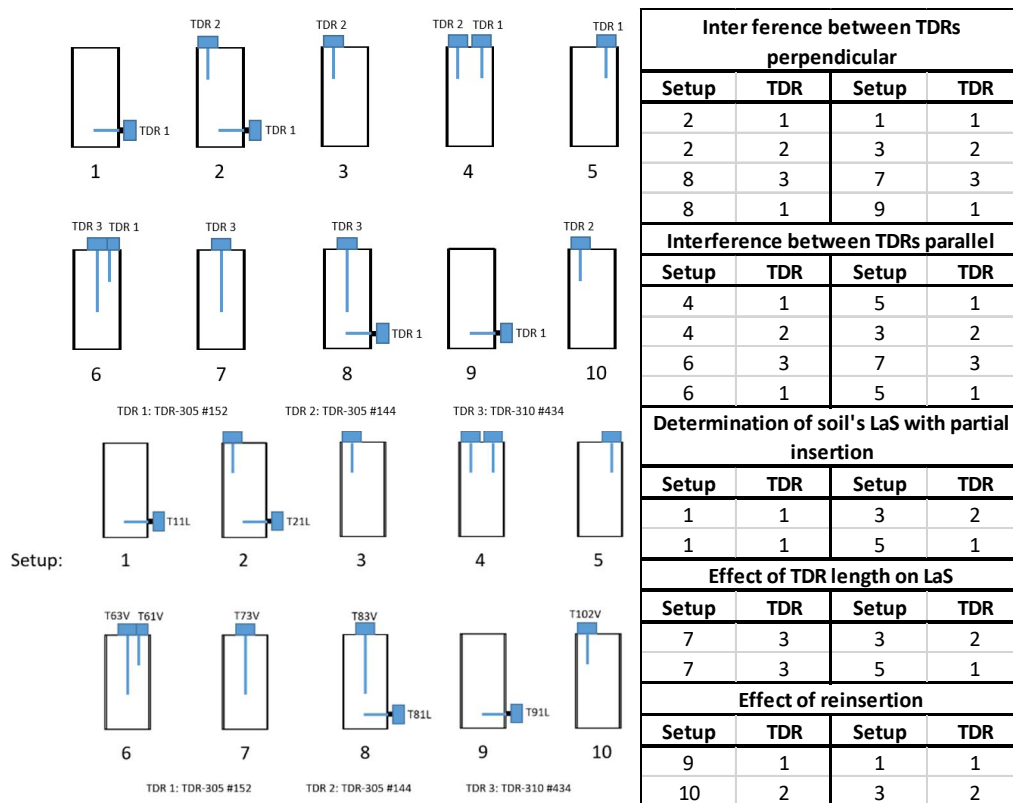 TDR 2
TDR 2
TDR 2 TDR 1
TDR 1
TDR 1
TDR 1
1 2 3 4 5
TDR 3 TDR 1
TDR 3
TDR 3
TDR 2
TDR 1
TDR 1
6 7 8 9 10
TDR 1: TDR-305 #152 TDR 2: TDR-305 #144 TDR 3: TDR-310 #434
T11L
T21L
Setup: 1 2 3 4 5
T63V T61V
T73V
T83V
T102V
T81L
T91L
6 7 8 9 10
TDR 1: TDR-305 #152 TDR 2: TDR-305 #144 TDR 3: TDR-310 #434
Inter ference between TDRs
perpendicular
Setup TDR Setup TDR
2 1 1 1
2 2 3 2
8 3 7 3
8 1 9 1
Interference between TDRs parallel
Setup TDR Setup TDR
4 1 5 1
4 2 3 2
6 3 7 3
6 1 5 1
Determination of soil's LaS with partial
insertion
Setup TDR Setup TDR
1 1 3 2
1 1 5 1
Effect of TDR length on LaS
Setup TDR Setup TDR
7 3 3 2
7 3 5 1
Effect of reinsertion
Setup TDR Setup TDR
9 1 1 1
10 2 3 2